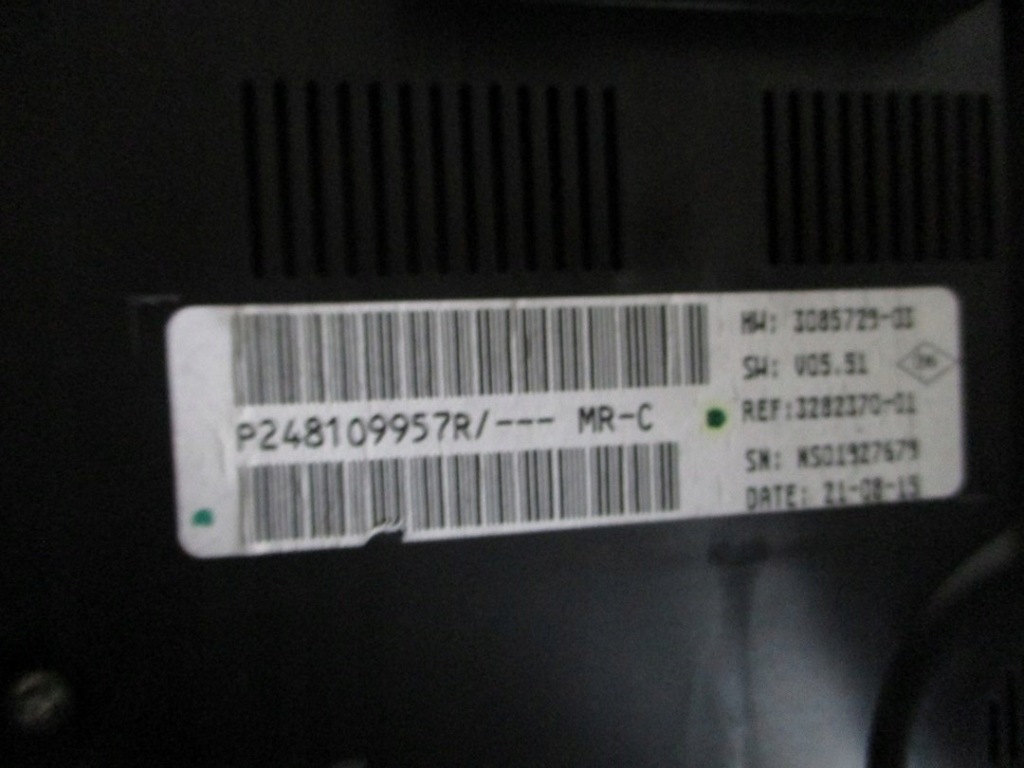 HW: 3085729-03
SW: V05.51
P248109957R/--- MR-C
REF:3282370-01
SN: NS01927679
DATE: 21-08-15